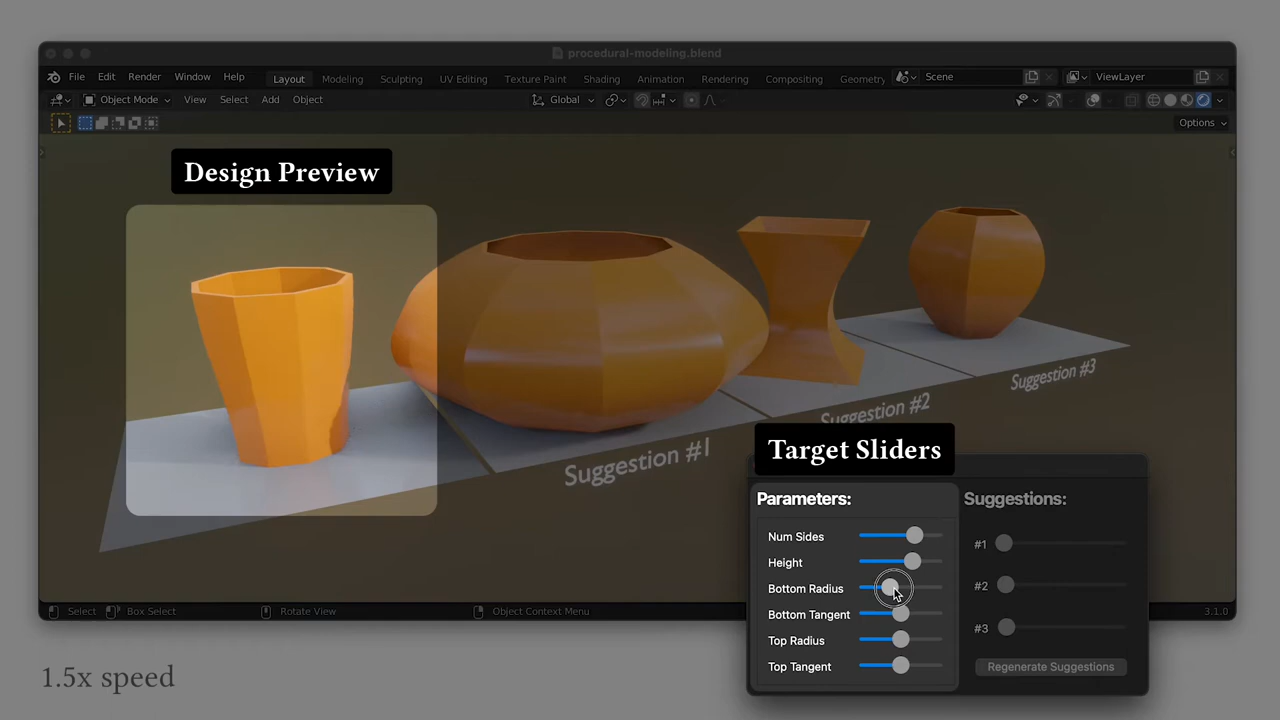 procedural-modeling.blend
File Edit Render Window Help Layout Modeling Sculpting UV Editing Texture Paint Shading Animation Rendering Compositing Geometry Scene ViewLayer
Object Mode View Select Add Object Global
Options
Design Preview
Suggestion #1
Suggestion #2
Suggestion #3
Target Sliders
Parameters:
Num Sides
Height
Bottom Radius
Bottom Tangent
Top Radius
Top Tangent
Suggestions:
#1
#2
#3
Regenerate Suggestions
Select Box Select Rotate View Object Context Menu 3.1.0
1.5x speed